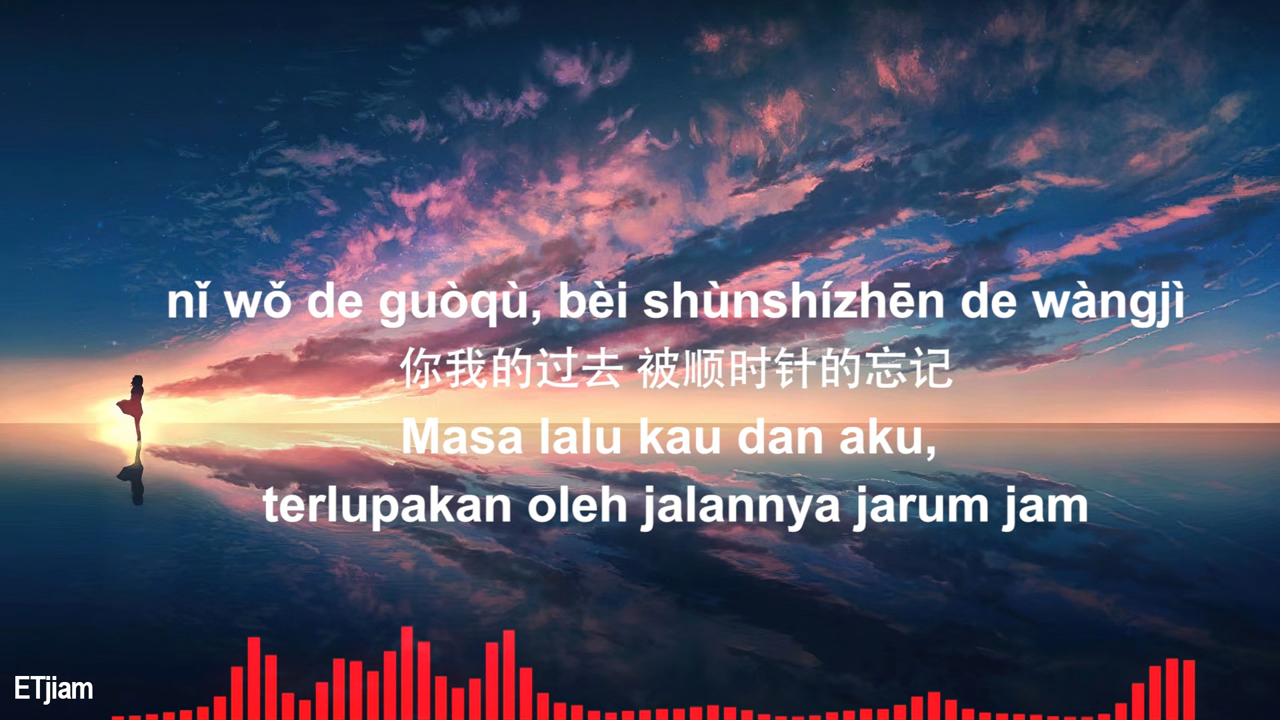 nǐ wǒ de guòqù, bèi shùnshízhēn de wàngjì
你我的过去 被顺时针的忘记
Masa lalu kau dan aku,
terlupakan oleh jalannya jarum jam
ETjiam